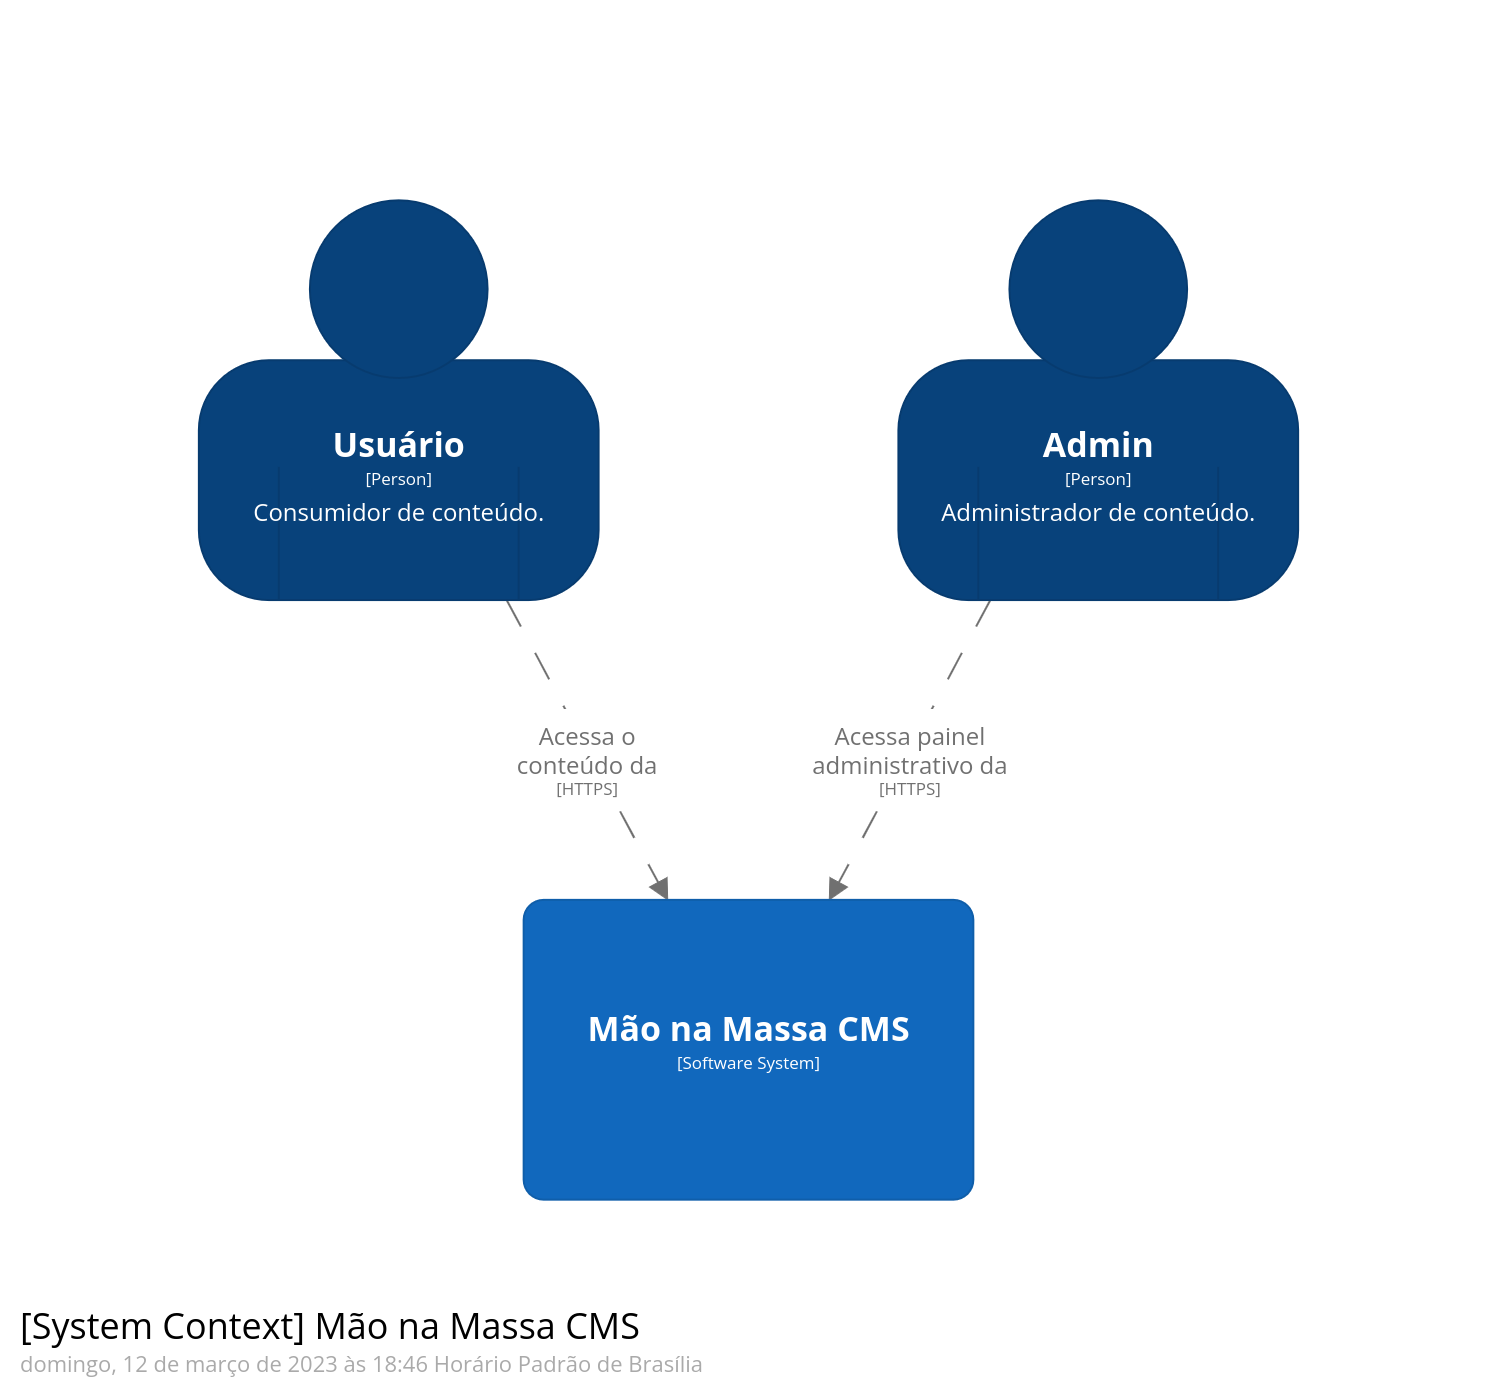 Usuário
[Person]
Consumidor de conteúdo.
Admin
[Person]
Administrador de conteúdo.
Acessa o
conteúdo da
[HTTPS]
Acessa painel
administrativo da
[HTTPS]
Mão na Massa CMS
[Software System]
[System Context] Mão na Massa CMS
domingo, 12 de março de 2023 às 18:46 Horário Padrão de Brasília